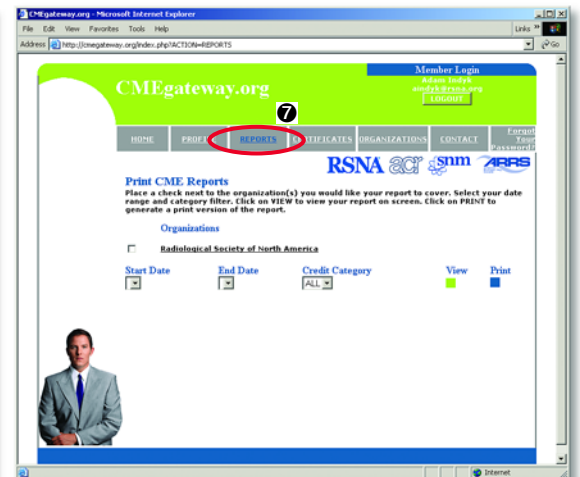 CMEgateway.org - Microsoft Internet Explorer
File Edit View Favorites Tools Help
Links »
Address http://cmegateway.org/index.php?ACTION=REPORTS
Go
Member Login
Adam Indyk
CMEgateway.org
LOGOUT
7
HOME PROFILE REPORTS CERTIFICATES ORGANIZATIONS CONTACT Forgot Your Password?
RSNA acr snm ARRS
Print CME Reports
Place a check next to the organization(s) you would like your report to cover. Select your date
range and category filter. Click on VIEW to view your report on screen. Click on PRINT to
generate a print version of the report.
Organizations
Radiological Society of North America
Start Date End Date Credit Category View Print
ALL
Internet